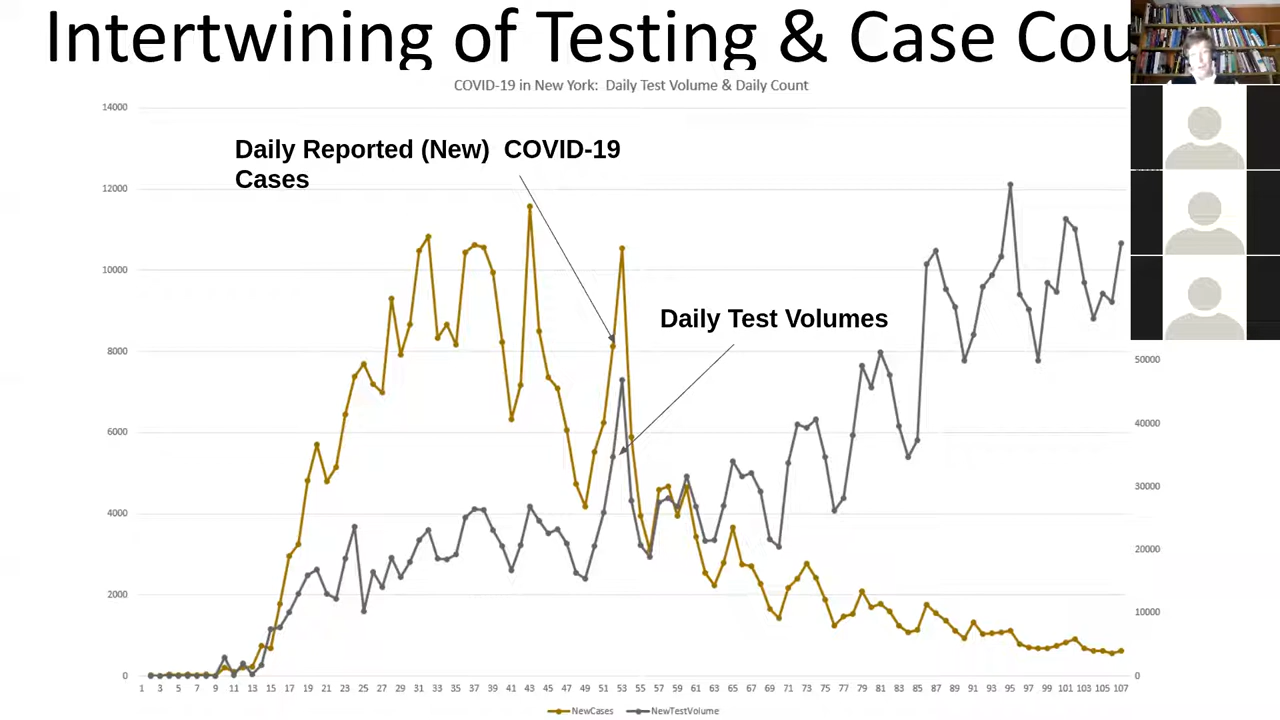 Intertwining of Testing & Case Cou
COVID-19 in New York: Daily Test Volume & Daily Count
14000
Daily Reported (New) COVID-19
Cases
12000
10000
Daily Test Volumes
8000
50000
6000
40000
30000
4000
20000
2000
10000
0
0
1 3 5 7 9 11 13 15 17 19 21 23 25 27 29 31 33 35 37 39 41 43 45 47 49 51 53 55 57 59 61 63 65 67 69 71 73 75 77 79 81 83 85 87 89 91 93 95 97 99 101 103 105 107
NewCases NewTestVolume